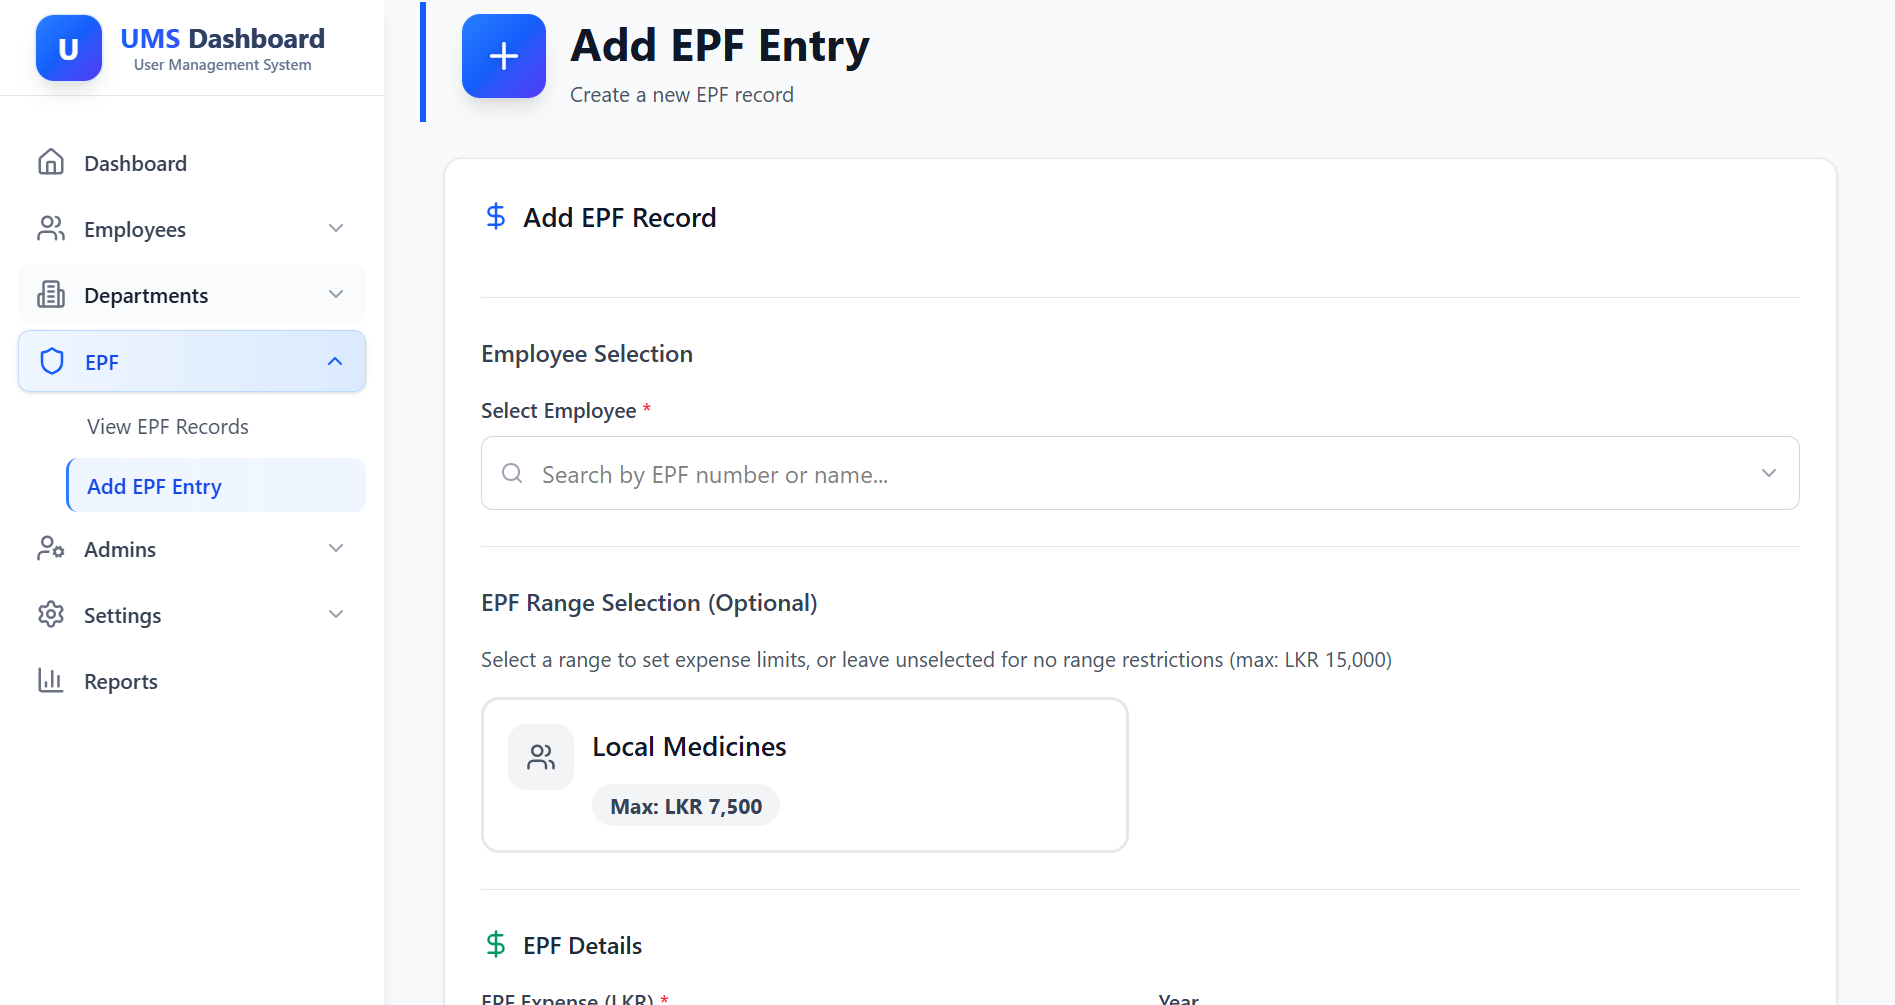 U
UMS Dashboard
User Management System
Dashboard
Employees
Departments
EPF
View EPF Records
Add EPF Entry
Admins
Settings
Reports
Add EPF Entry
Create a new EPF record
Add EPF Record
Employee Selection
Select Employee *
Search by EPF number or name...
EPF Range Selection (Optional)
Select a range to set expense limits, or leave unselected for no range restrictions (max: LKR 15,000)
Local Medicines
Max: LKR 7,500
EPF Details
EPF Expense (LKR) *
Year